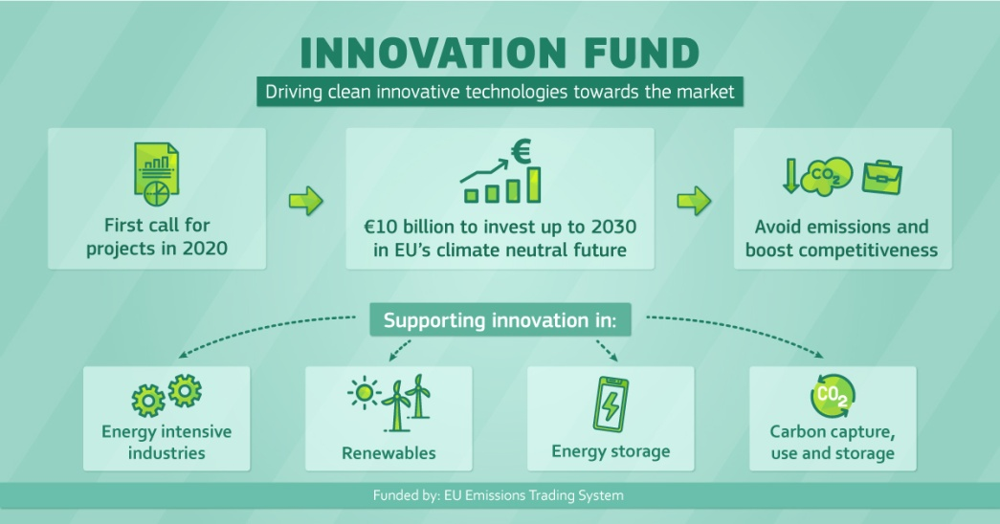 INNOVATION FUND
Driving clean innovative technologies towards the market
First call for
projects in 2020
€
€10 billion to invest up to 2030
in EU's climate neutral future
CO₂
Avoid emissions and
boost competitiveness
Supporting innovation in:
Energy intensive
industries
Renewables
Energy storage
CO₂
Carbon capture,
use and storage
Funded by: EU Emissions Trading System